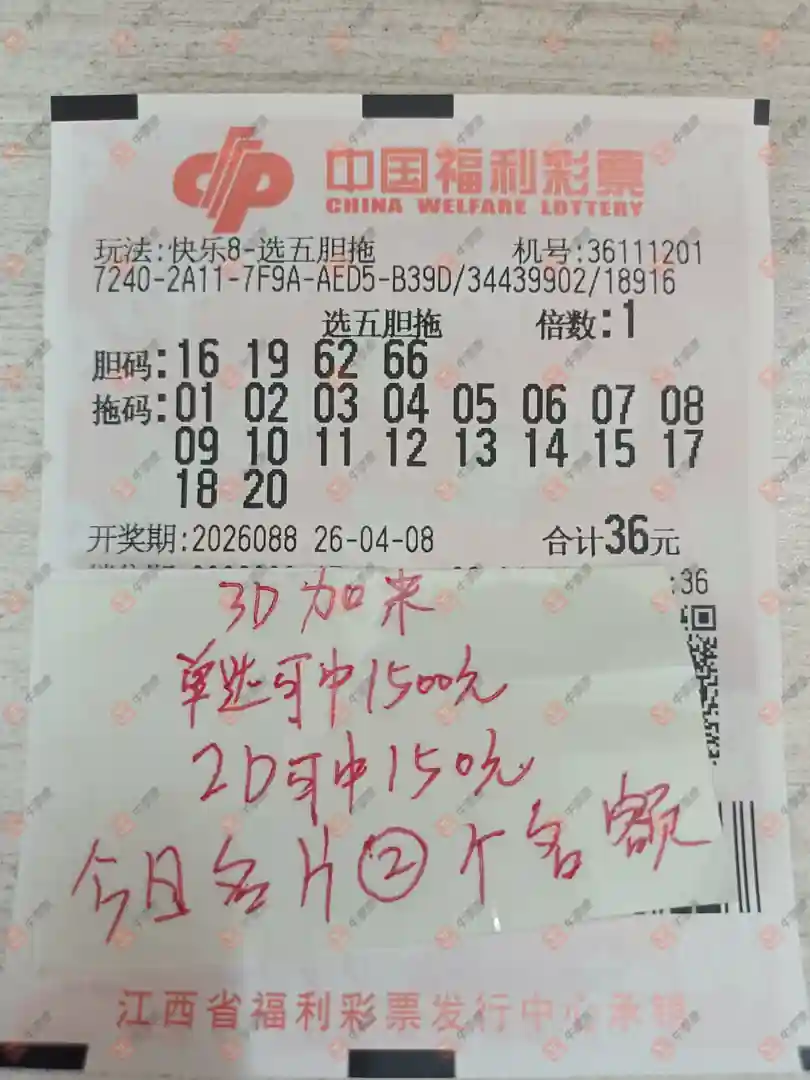 中国福利彩票
CHINA WELFARE LOTTERY
玩法:快乐8-选五胆拖 机号:36111201
7240-2A11-7F9A-AED5-B39D/34439902/18916
选五胆拖 倍数:1
胆码:16 19 62 66
拖码:01 02 03 04 05 06 07 08
09 10 11 12 13 14 15 17
18 20
开奖期:2026088 26-04-08 合计36元
:36
3D加来
单选可中1500元
2D可中150元
今日名片②个名额
江西省福利彩票发行中心承销